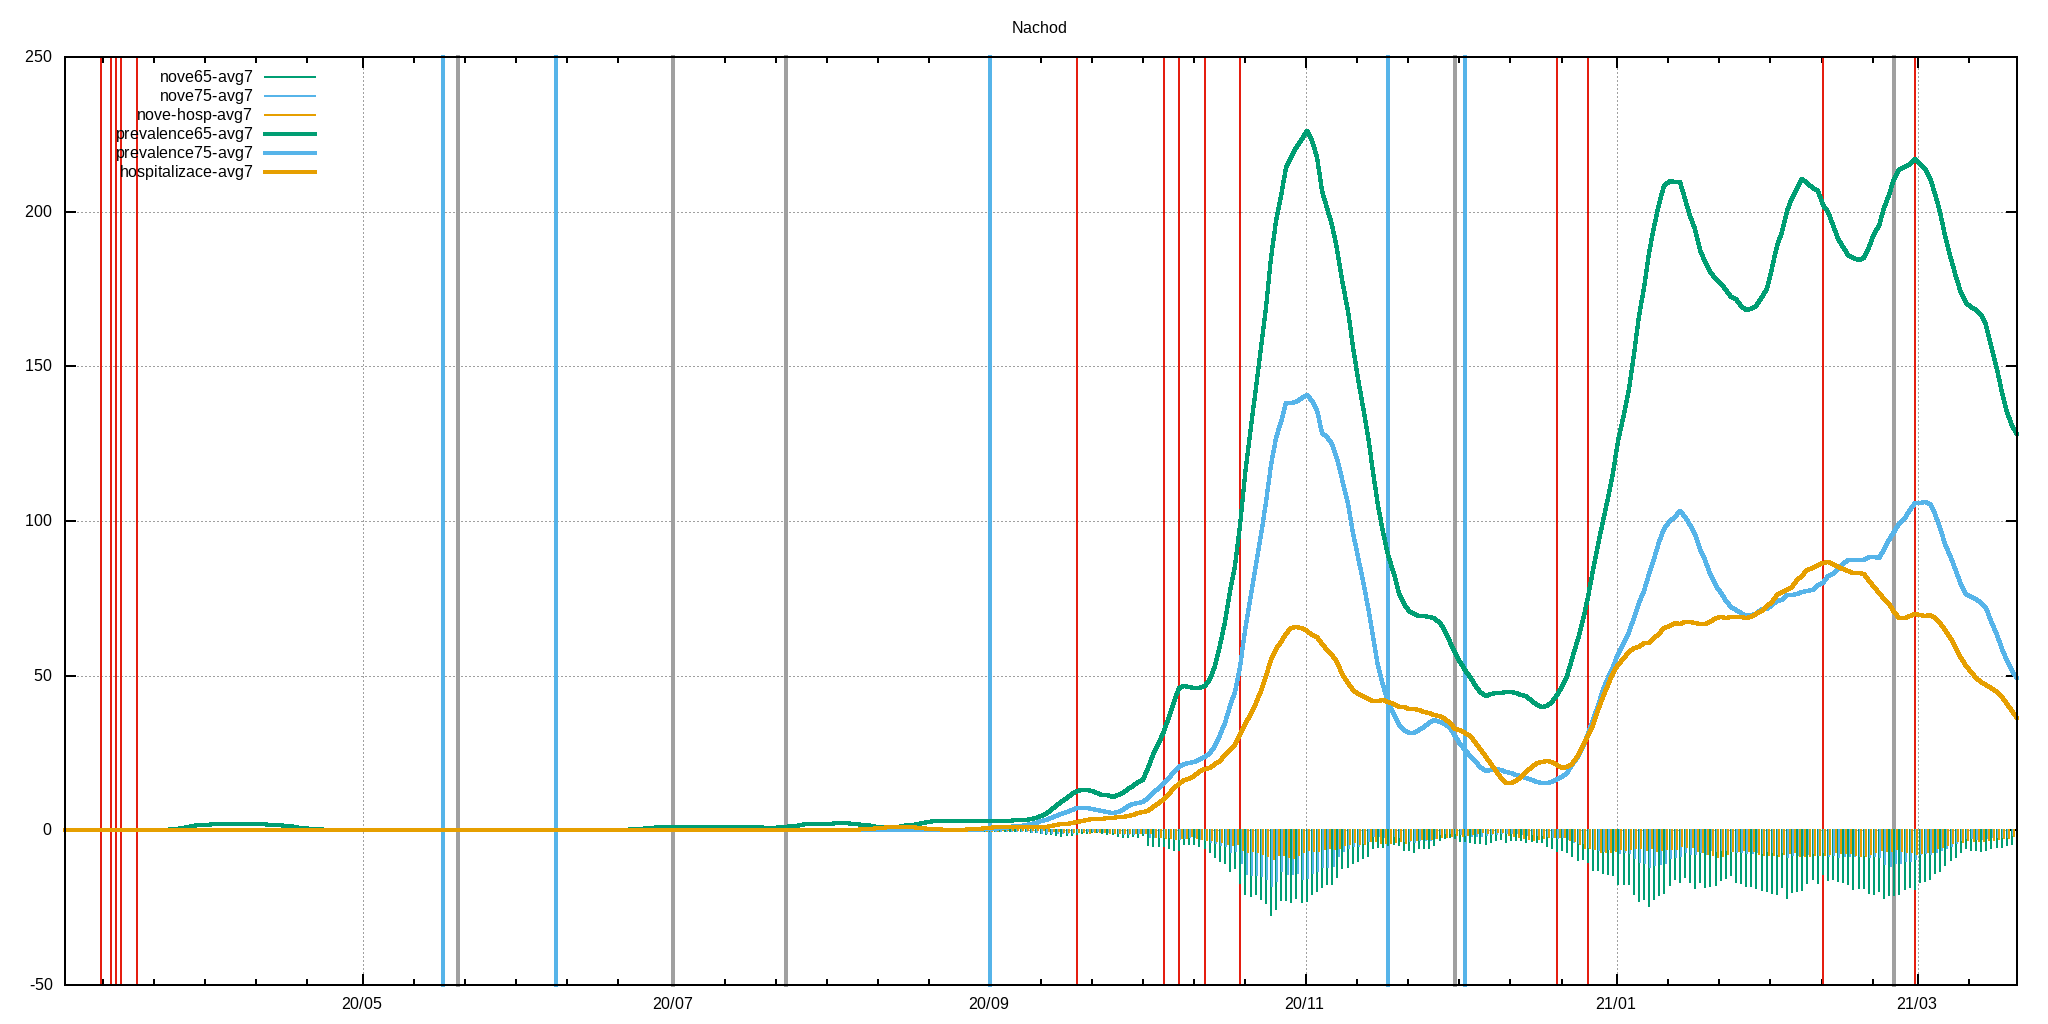 Nachod
250
nove65-avg7
nove75-avg7
nove-hosp-avg7
prevalence65-avg7
prevalence75-avg7
hospitalizace-avg7
200
150
100
50
0
-50
20/05 20/07 20/09 20/11 21/01 21/03